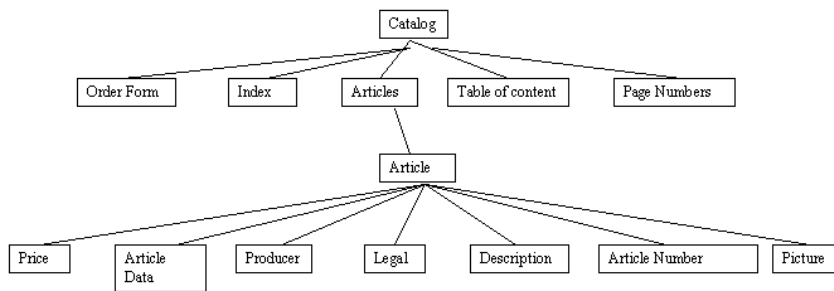 Catalog
Order Form
Index
Articles
Table of content
Page Numbers
Article
Price
Article
Data
Producer
Legal
Description
Article Number
Picture